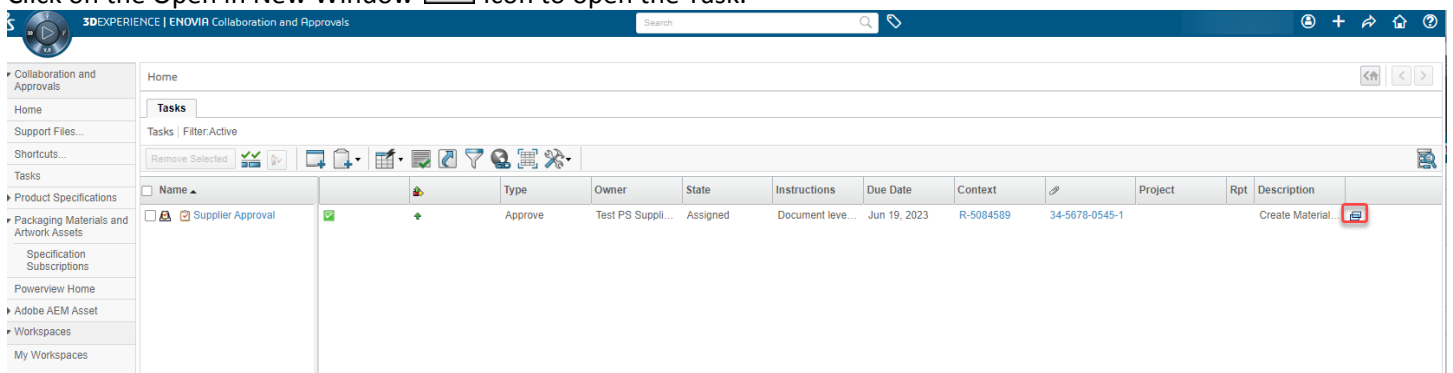 Click on the Open in New Window icon to open the Task.
3DEXPERIENCE | ENOVIA Collaboration and Approvals Search
3D V.R
Collaboration and Approvals
Home
Support Files...
Shortcuts...
Tasks
Product Specifications
Packaging Materials and Artwork Assets
Specification Subscriptions
Powerview Home
Adobe AEM Asset
Workspaces
My Workspaces
Home
Tasks
Tasks | Filter:Active
Remove Selected
Name Type Owner State Instructions Due Date Context Project Rpt Description
Supplier Approval Approve Test PS Suppli... Assigned Document leve... Jun 19, 2023 R-5084589 34-5678-0545-1 Create Material...